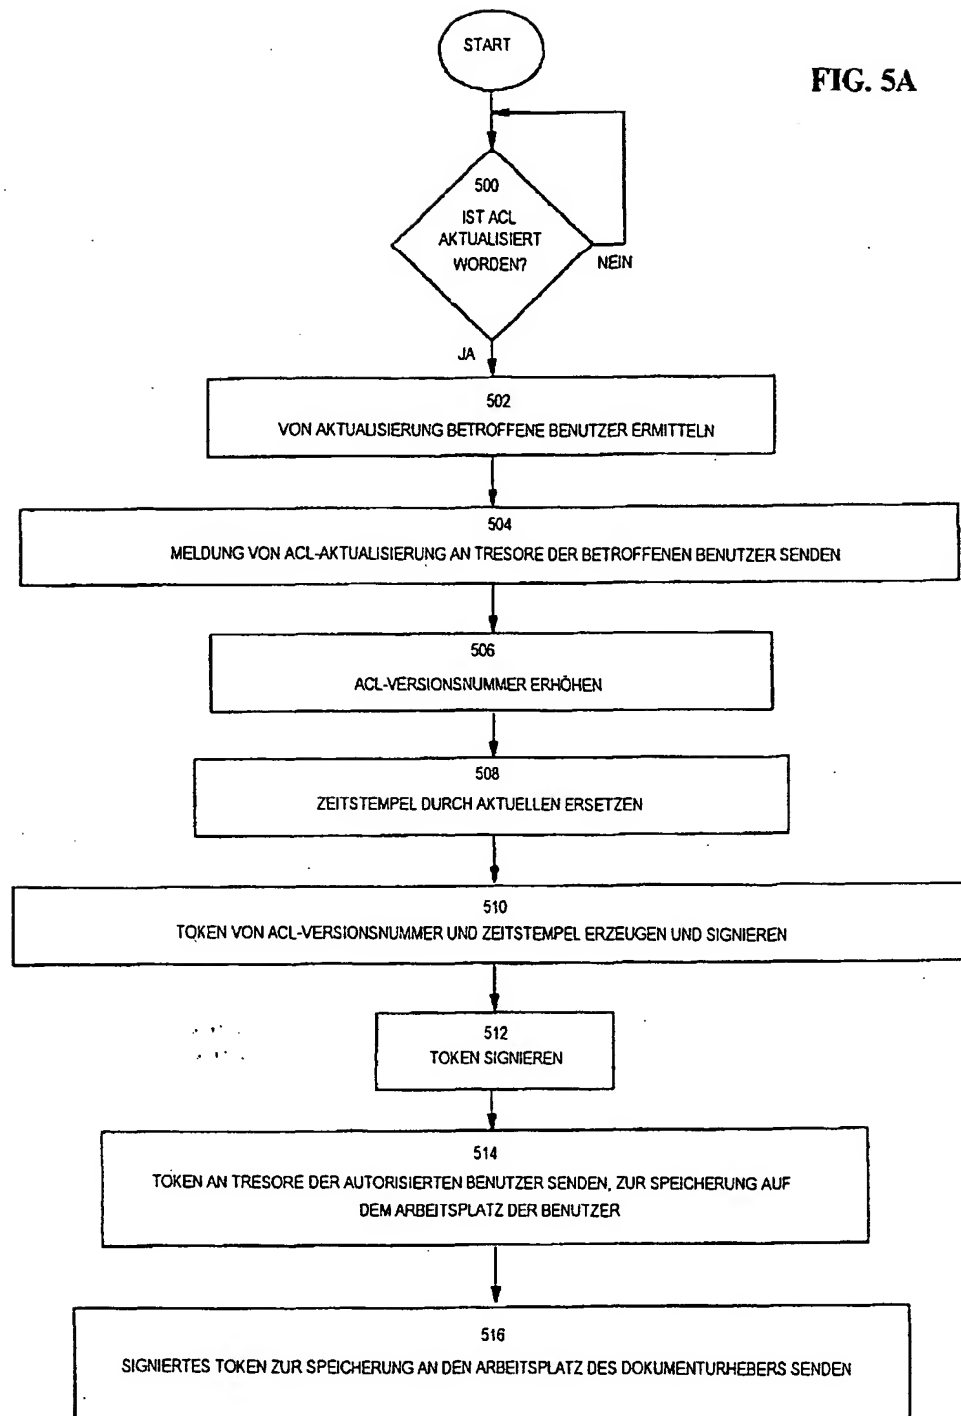 START
FIG. 5A
500
IST ACL
AKTUALISIERT
WORDEN?
NEIN
JA
502
VON AKTUALISIERUNG BETROFFENE BENUTZER ERMITTELN
504
MELDUNG VON ACL-AKTUALISIERUNG AN TRESORE DER BETROFFENEN BENUTZER SENDEN
506
ACL-VERSIONSNUMMER ERHÖHEN
508
ZEITSTEMPEL DURCH AKTUELLEN ERSETZEN
510
TOKEN VON ACL-VERSIONSNUMMER UND ZEITSTEMPEL ERZEUGEN UND SIGNIEREN
512
TOKEN SIGNIEREN
514
TOKEN AN TRESORE DER AUTORISIERTEN BENUTZER SENDEN, ZUR SPEICHERUNG AUF
DEM ARBEITSPLATZ DER BENUTZER
516
SIGNIERTES TOKEN ZUR SPEICHERUNG AN DEN ARBEITSPLATZ DES DOKUMENTURHEBERS SENDEN